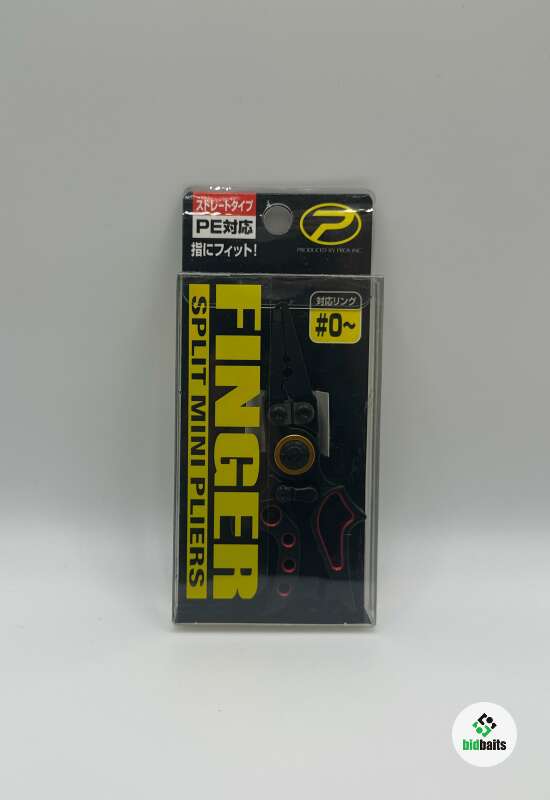 ストレートタイプ
PE対応
指にフィット!
PRODUCED BY PROX INC.
対応リング
#0~
FINGER
SPLIT MINI PLIERS
bidbaits